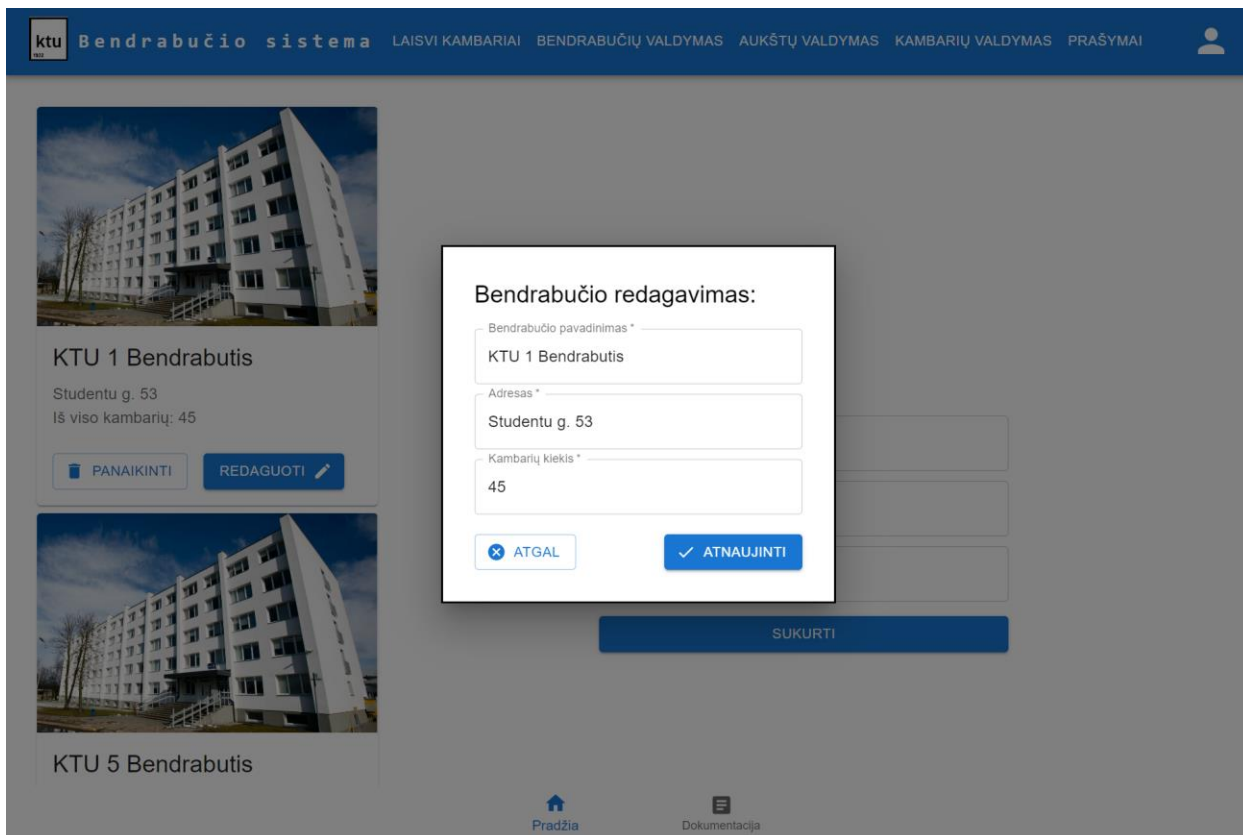 ktu
1922
Bendrabučio sistema LAISVI KAMBARIAI BENDRABUČIŲ VALDYMAS AUKŠTŲ VALDYMAS KAMBARIŲ VALDYMAS PRAŠYMAI
KTU 1 Bendrabutis
Studentu g. 53
Iš viso kambarių: 45
PANAIKINTI REDAGUOTI
KTU 5 Bendrabutis
Bendrabučio redagavimas:
Bendrabučio pavadinimas *
KTU 1 Bendrabutis
Adresas *
Studentu g. 53
Kambarių kiekis *
45
ATGAL ATNAUJINTI
SUKURTI
Pradžia Dokumentacija